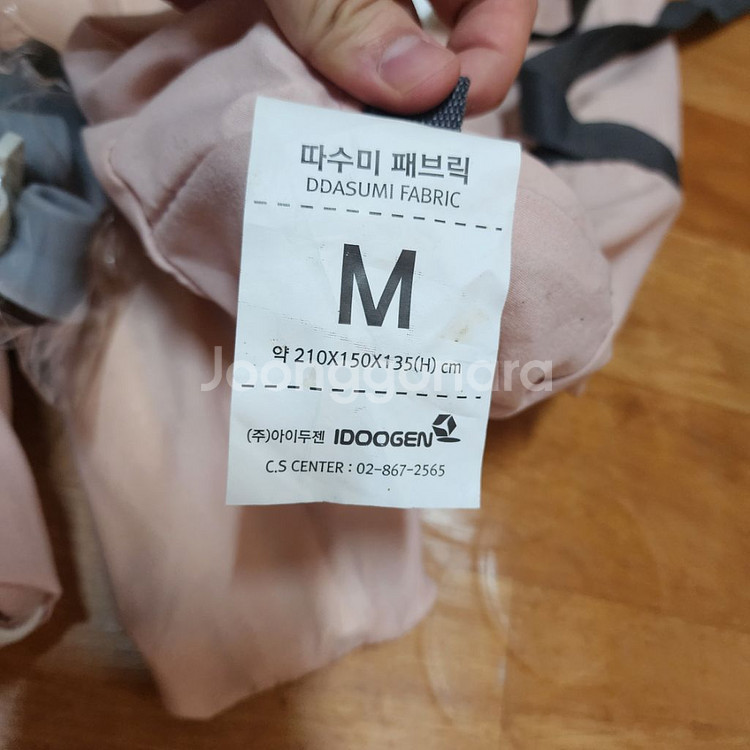 따수미 패브릭
DDASUMI FABRIC
M
약 210X150X135(H) cm
Joonggonara
(주)아이두젠 IDOOGEN
C.S CENTER : 02-867-2565